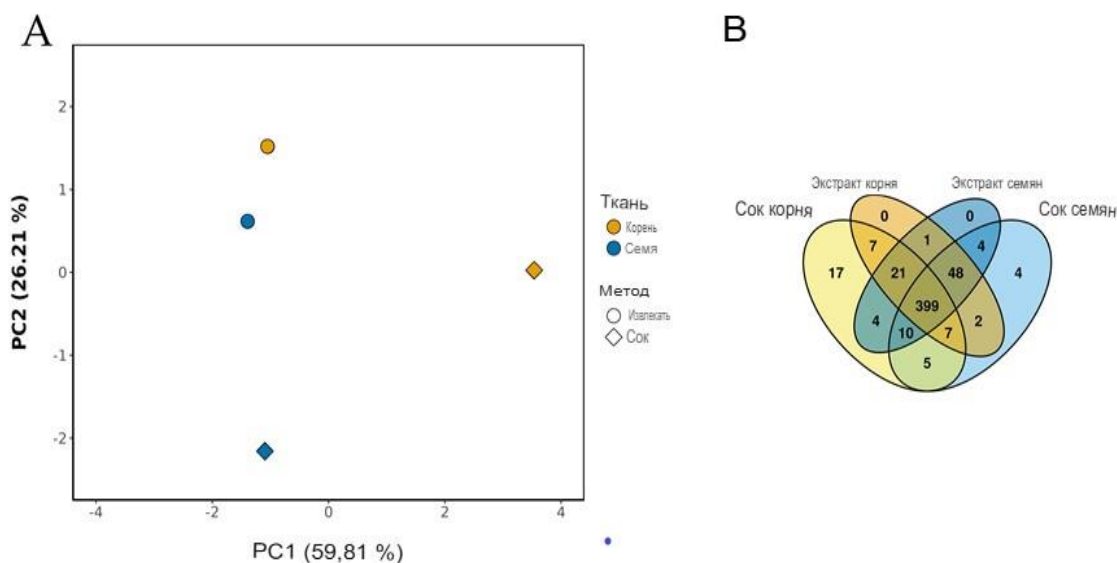 A
B
PC2 (26.21 %)
2
1
0
-1
-2
-4
-2
0
2
4
PC1 (59,81 %)
Ткань
Корень
Семя
Метод
Извлекать
Сок
Экстракт корня
Экстракт семян
Сок корня
Сок семян
0
0
7
1
4
17
21
48
4
399
4
10
7
2
5